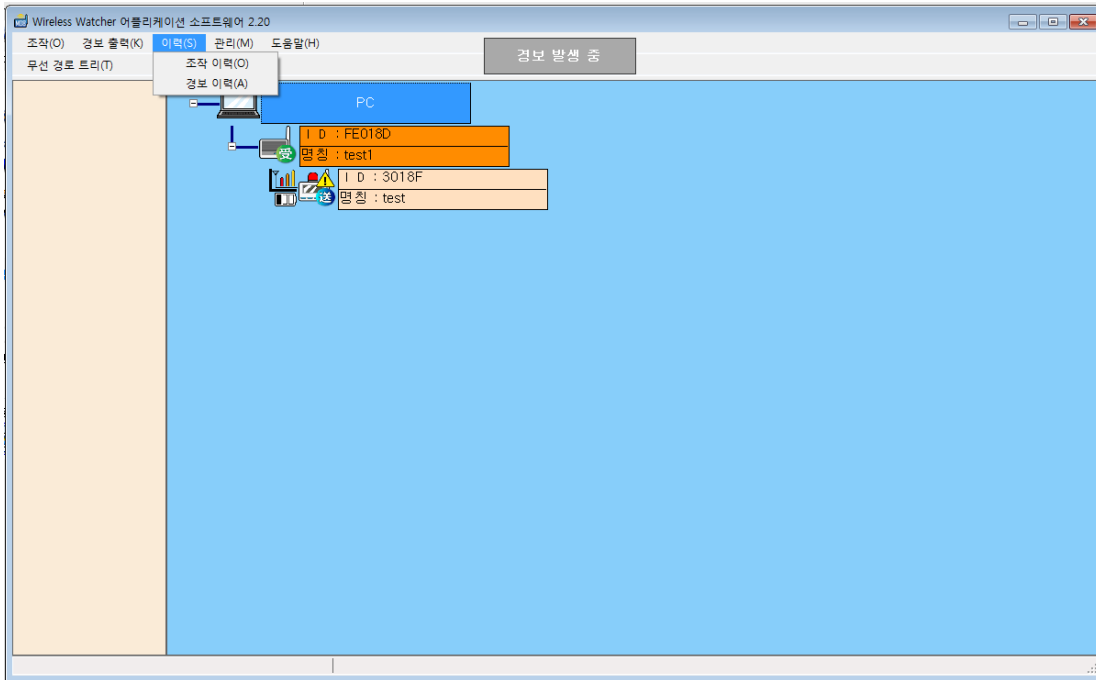 Wireless Watcher 어플리케이션 소프트웨어 2.20
조작(O) 경보 출력(K) 이력(S) 관리(M) 도움말(H)
경보 발생 중
무선 경로 트리(T)
조작 이력(O)
경보 이력(A)
PC
I D : FE018D
명칭 : test1
受
I D : 3018F
명칭 : test
送